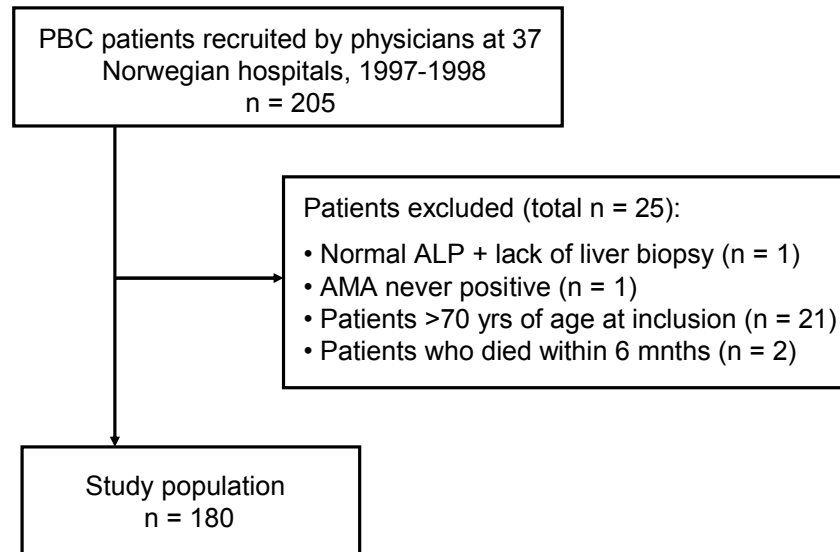 PBC patients recruited by physicians at 37
Norwegian hospitals, 1997-1998
n = 205
Patients excluded (total n = 25):
• Normal ALP + lack of liver biopsy (n = 1)
• AMA never positive (n = 1)
• Patients >70 yrs of age at inclusion (n = 21)
• Patients who died within 6 mnths (n = 2)
Study population
n = 180